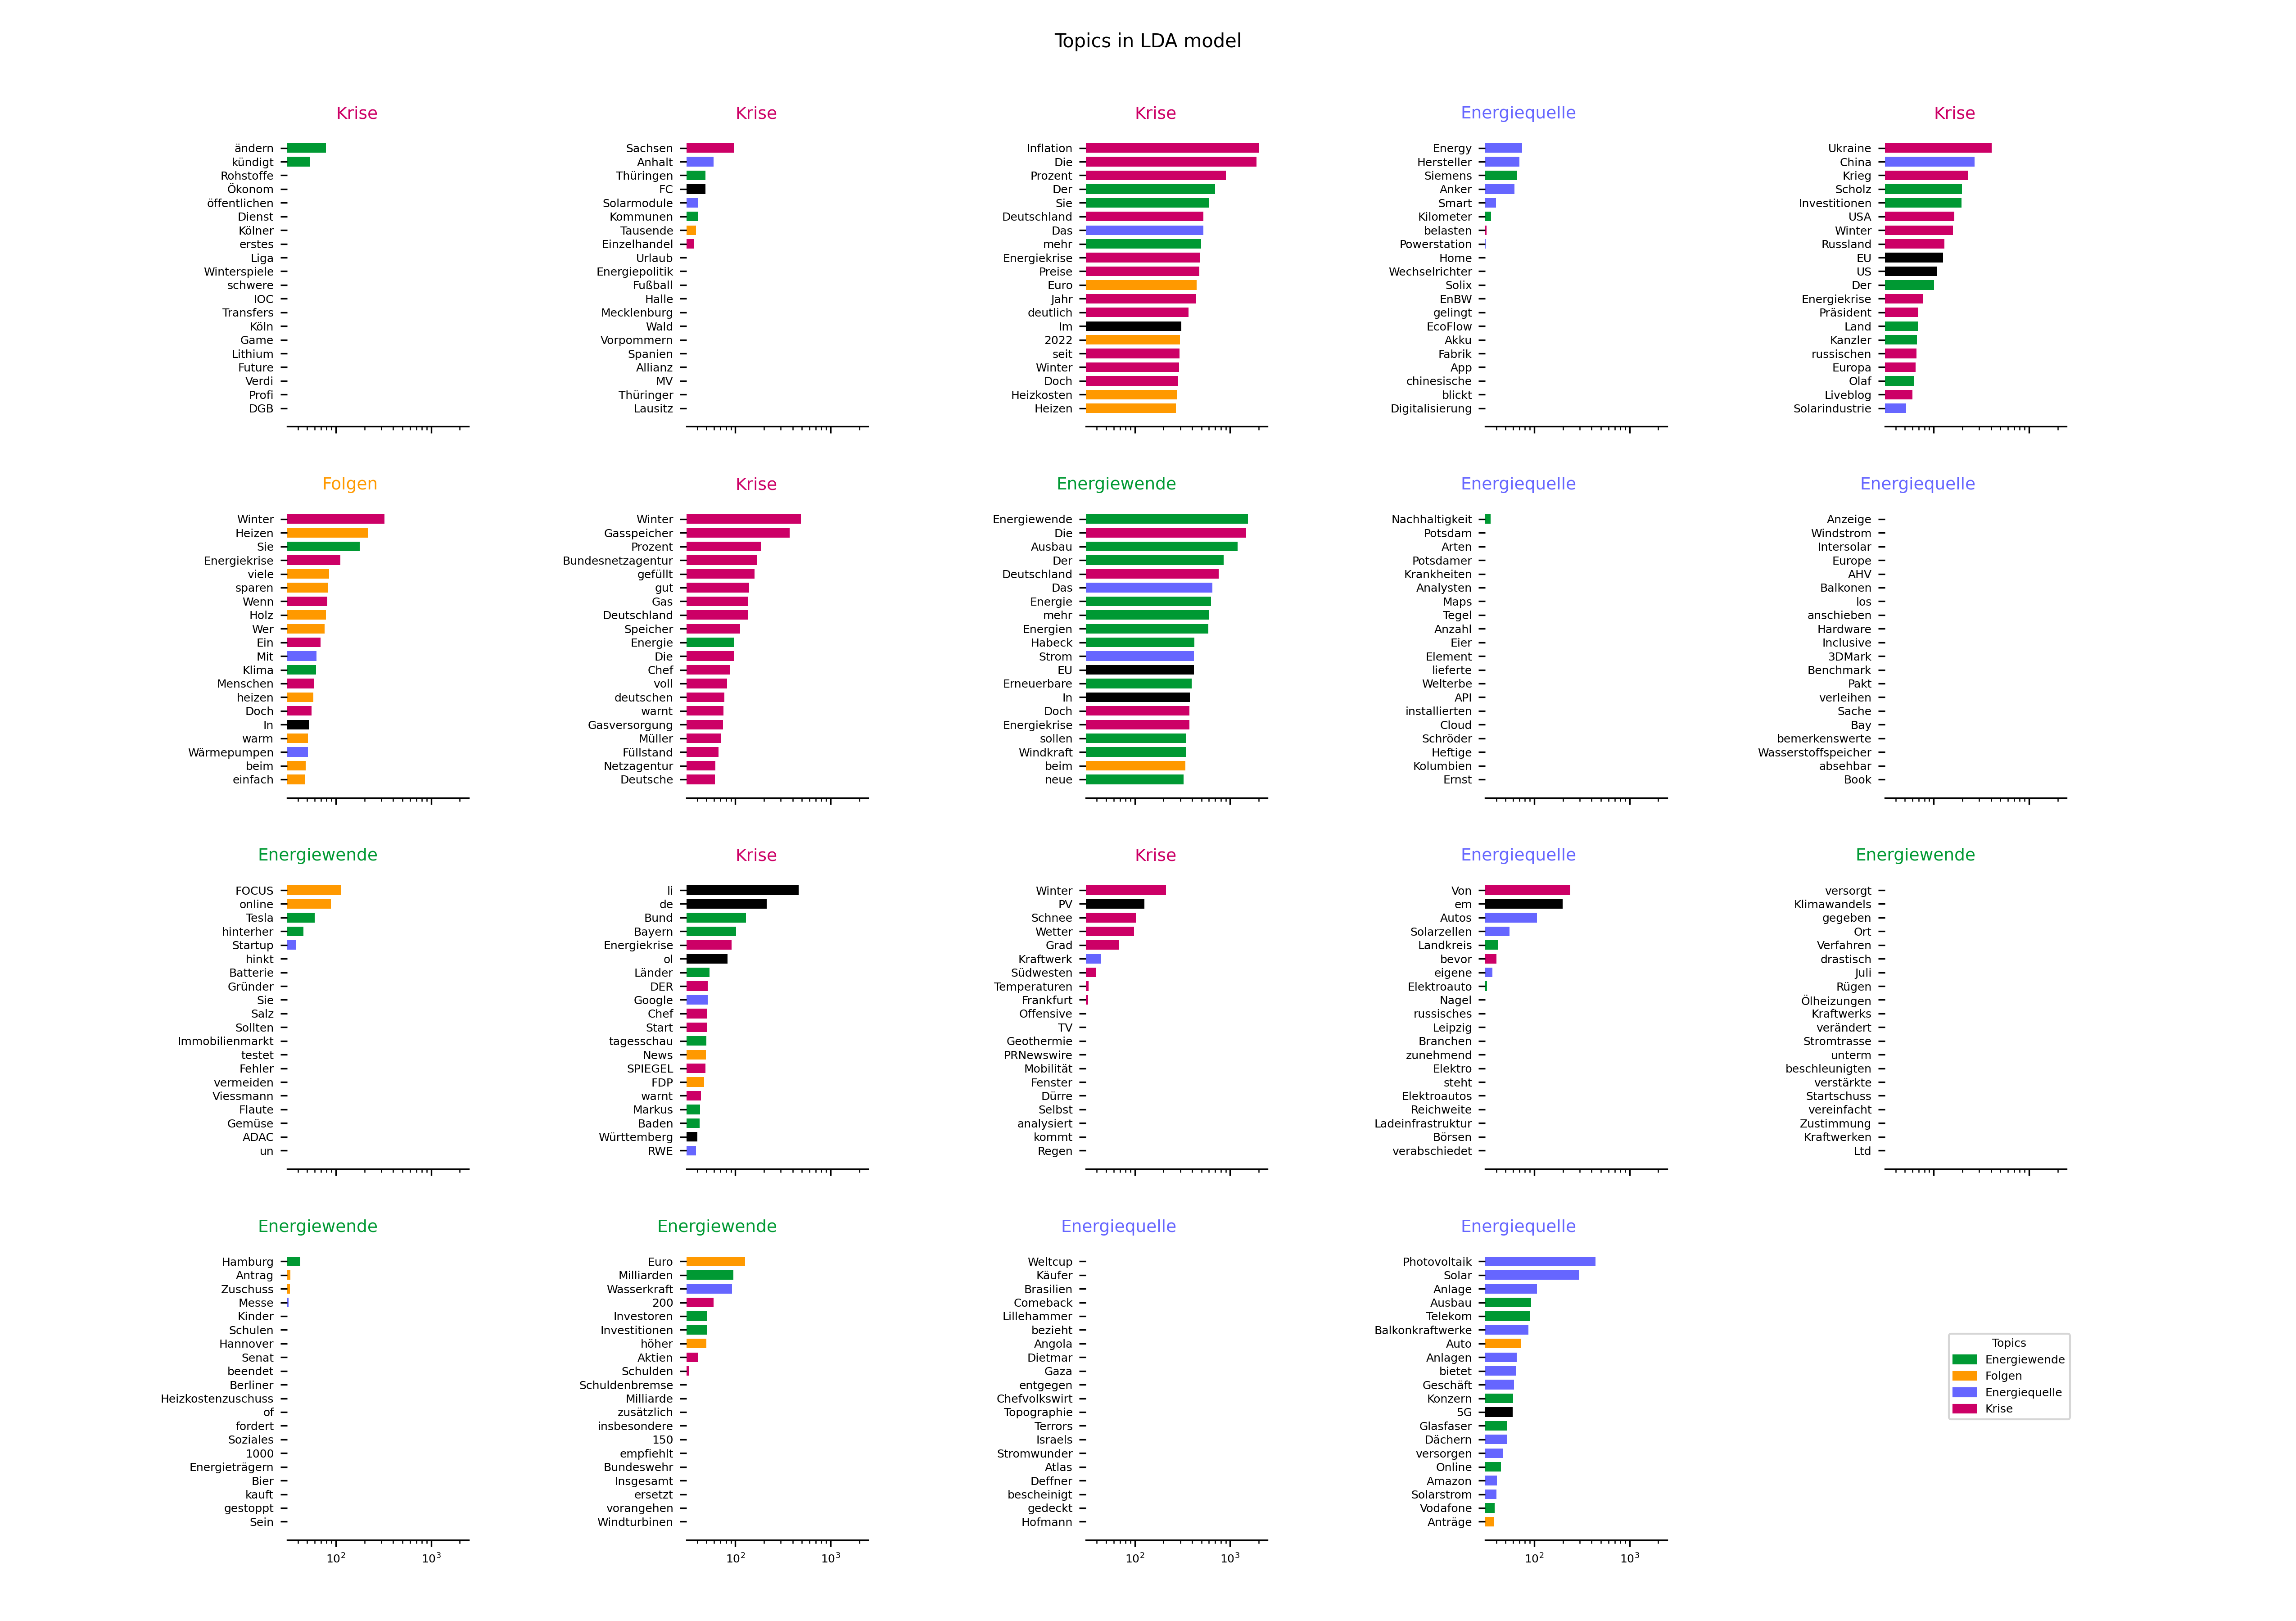 Topics in LDA model
Krise
ändern
kündigt
Rohstoffe
Ökonom
öffentlichen
Dienst
Kölner
erstes
Liga
Winterspiele
schwere
IOC
Transfers
Köln
Game
Lithium
Future
Verdi
Profi
DGB
Krise
Sachsen
Anhalt
Thüringen
FC
Solarmodule
Kommunen
Tausende
Einzelhandel
Urlaub
Energiepolitik
Fußball
Halle
Mecklenburg
Wald
Vorpommern
Spanien
Allianz
MV
Thüringer
Lausitz
Krise
Inflation
Die
Prozent
Der
Sie
Deutschland
Das
mehr
Energiekrise
Preise
Euro
Jahr
deutlich
Im
2022
seit
Winter
Doch
Heizkosten
Heizen
Energiequelle
Energy
Hersteller
Siemens
Anker
Smart
Kilometer
belasten
Powerstation
Home
Wechselrichter
Solix
EnBW
gelingt
EcoFlow
Akku
Fabrik
App
chinesische
blickt
Digitalisierung
Krise
Ukraine
China
Krieg
Scholz
Investitionen
USA
Winter
Russland
EU
US
Der
Energiekrise
Präsident
Land
Kanzler
russischen
Europa
Olaf
Liveblog
Solarindustrie
Folgen
Winter
Heizen
Sie
Energiekrise
viele
sparen
Wenn
Holz
Wer
Ein
Mit
Klima
Menschen
heizen
Doch
In
warm
Wärmepumpen
beim
einfach
Krise
Winter
Gasspeicher
Prozent
Bundesnetzagentur
gefüllt
gut
Gas
Deutschland
Speicher
Energie
Die
Chef
voll
deutschen
warnt
Gasversorgung
Müller
Füllstand
Netzagentur
Deutsche
Energiewende
Energiewende
Die
Ausbau
Der
Deutschland
Das
Energie
mehr
Energien
Habeck
Strom
EU
Erneuerbare
In
Doch
Energiekrise
sollen
Windkraft
beim
neue
Energiequelle
Nachhaltigkeit
Potsdam
Arten
Potsdamer
Krankheiten
Analysten
Maps
Tegel
Anzahl
Eier
Element
lieferte
Welterbe
API
installierten
Cloud
Schröder
Heftige
Kolumbien
Ernst
Energiequelle
Anzeige
Windstrom
Intersolar
Europe
AHV
Balkonen
los
anschieben
Hardware
Inclusive
3DMark
Benchmark
Pakt
verleihen
Sache
Bay
bemerkenswerte
Wasserstoffspeicher
absehbar
Book
Energiewende
FOCUS
online
Tesla
hinterher
Startup
hinkt
Batterie
Gründer
Sie
Salz
Sollten
Immobilienmarkt
testet
Fehler
vermeiden
Viessmann
Flaute
Gemüse
ADAC
un
Krise
li
de
Bund
Bayern
Energiekrise
ol
Länder
DER
Google
Chef
Start
tagesschau
News
SPIEGEL
FDP
warnt
Markus
Baden
Württemberg
RWE
Krise
Winter
PV
Schnee
Wetter
Grad
Kraftwerk
Südwesten
Temperaturen
Frankfurt
Offensive
TV
Geothermie
PRNewswire
Mobilität
Fenster
Dürre
Selbst
analysiert
kommt
Regen
Energiequelle
Von
em
Autos
Solarzellen
Landkreis
bevor
eigene
Elektroauto
Nagel
russisches
Leipzig
Branchen
zunehmend
Elektro
steht
Elektroautos
Reichweite
Ladeinfrastruktur
Börsen
verabschiedet
Energiewende
versorgt
Klimawandels
gegeben
Ort
Verfahren
drastisch
Juli
Rügen
Ölheizungen
Kraftwerks
verändert
Stromtrasse
unterm
beschleunigten
verstärkte
Startschuss
vereinfacht
Zustimmung
Kraftwerken
Ltd
Energiewende
Hamburg
Antrag
Zuschuss
Messe
Kinder
Schulen
Hannover
Senat
beendet
Berliner
Heizkostenzuschuss
of
fordert
Soziales
1000
Energieträgern
Bier
kauft
gestoppt
Sein
10²
10³
Energiewende
Euro
Milliarden
Wasserkraft
200
Investoren
Investitionen
höher
Aktien
Schulden
Schuldenbremse
Milliarde
zusätzlich
insbesondere
150
empfiehlt
Bundeswehr
Insgesamt
ersetzt
vorangehen
Windturbinen
10²
10³
Energiequelle
Weltcup
Käufer
Brasilien
Comeback
Lillehammer
bezieht
Angola
Dietmar
Gaza
entgegen
Chefvolkswirt
Topographie
Terrors
Israels
Stromwunder
Atlas
Deffner
bescheinigt
gedeckt
Hofmann
10²
10³
Energiequelle
Photovoltaik
Solar
Anlage
Ausbau
Telekom
Balkonkraftwerke
Auto
Anlagen
bietet
Geschäft
Konzern
5G
Glasfaser
Dächern
versorgen
Online
Amazon
Solarstrom
Vodafone
Anträge
10²
10³
Topics
Energiewende
Folgen
Energiequelle
Krise